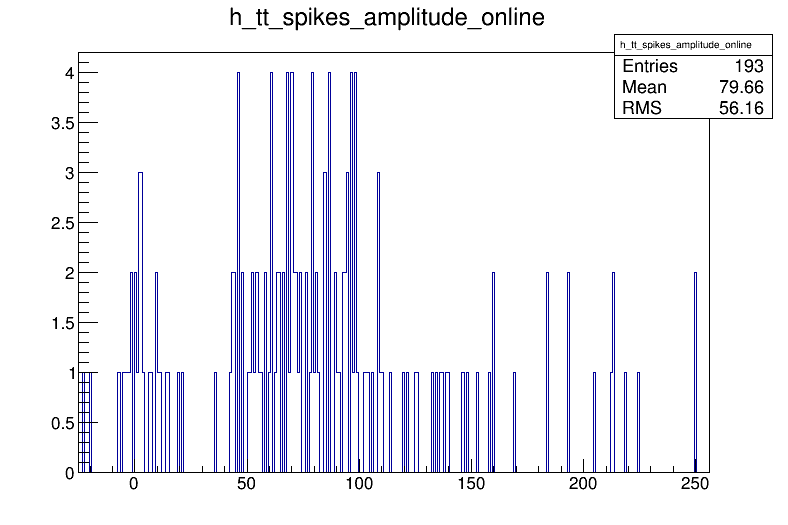 h_tt_spikes_amplitude_online
h_tt_spikes_amplitude_online
Entries 193
Mean 79.66
RMS 56.16
4
3.5
3
2.5
2
1.5
1
0.5
0
0 50 100 150 200 250